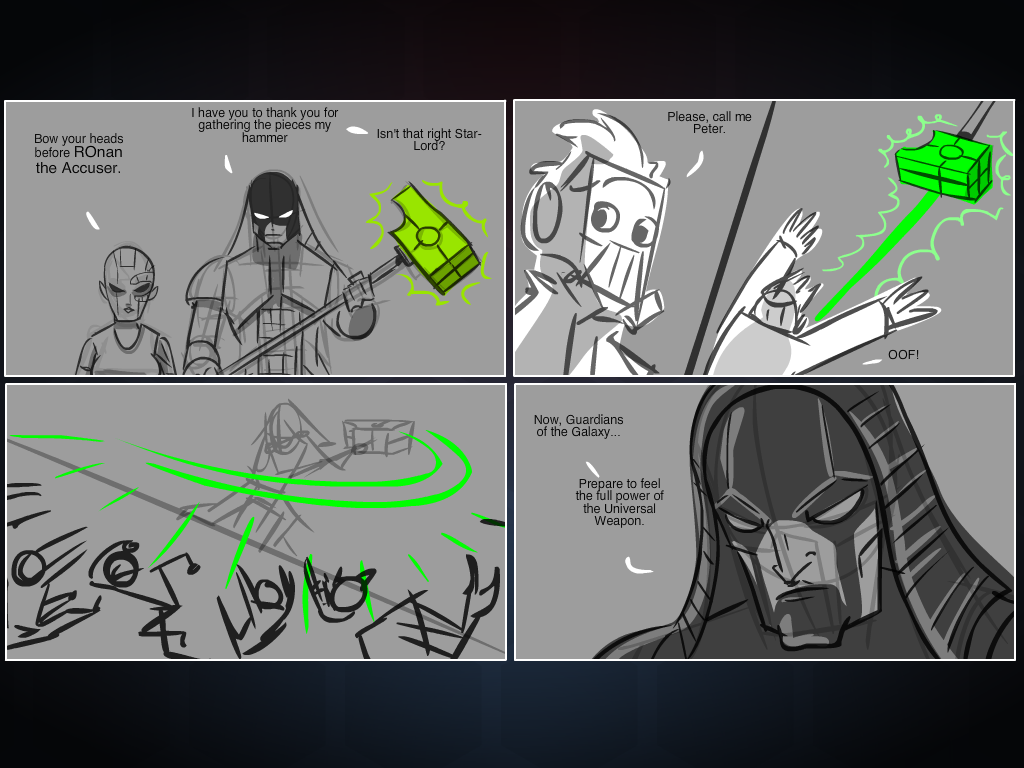 Bow your heads
before ROnan
the Accuser.
I have you to thank you for
gathering the pieces my
hammer
Isn't that right Star-
Lord?
Please, call me
Peter.
OOF!
Now, Guardians
of the Galaxy...
Prepare to feel
the full power of
the Universal
Weapon.